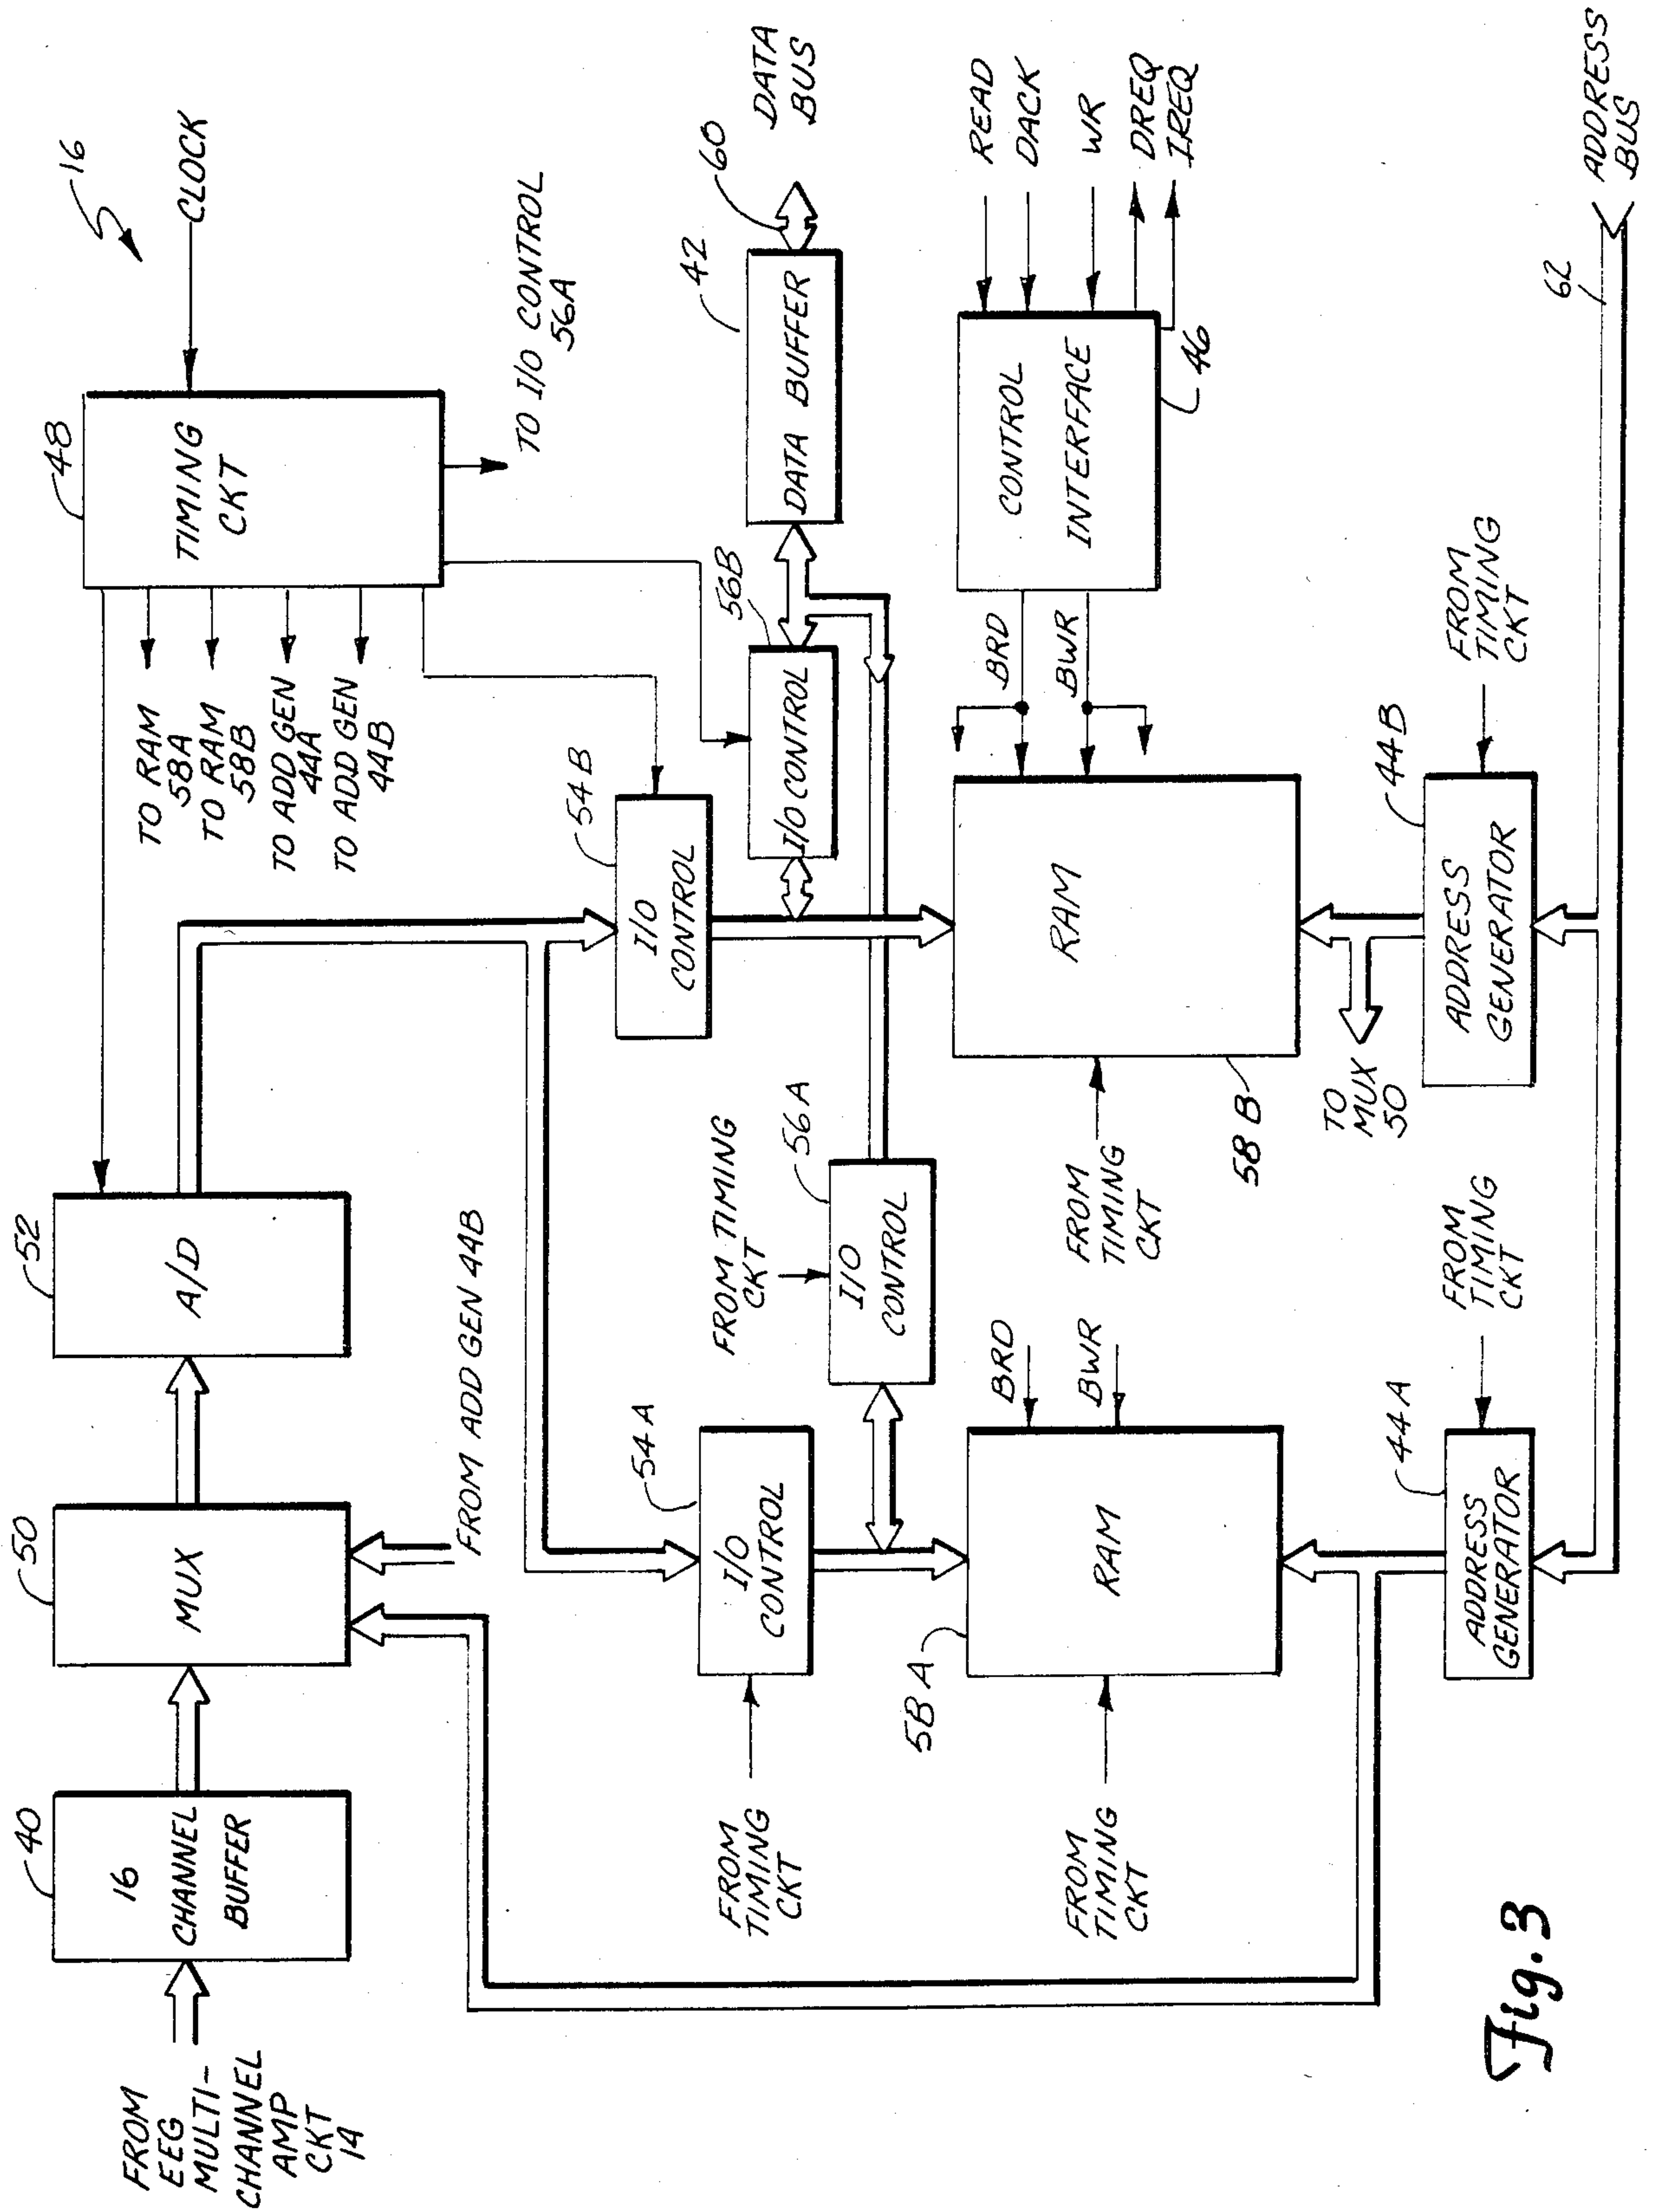 16
FROM
EEG
MULTI-
CHANNEL
AMP
CKT
14
40
16
CHANNEL
BUFFER
50
MUX
52
A/D
48
TIMING
CKT
CLOCK
FROM ADD GEN 44B
TO RAM
58A
TO RAM
58B
TO ADD GEN
44A
TO ADD GEN
44B
TO I/O CONTROL
56A
54A
I/O
CONTROL
FROM
TIMING
CKT
54B
I/O
CONTROL
56B
I/O CONTROL
42
DATA BUFFER
60
DATA
BUS
FROM TIMING
CKT
56A
I/O
CONTROL
58A
RAM
BRD
BWR
FROM
TIMING
CKT
58B
RAM
FROM
TIMING
CKT
BRD
BWR
CONTROL
INTERFACE
46
READ
DACK
WR
DREQ
IREQ
TO
MUX
50
44A
ADDRESS
GENERATOR
FROM
TIMING
CKT
44B
ADDRESS
GENERATOR
FROM
TIMING
CKT
62
ADDRESS
BUS
Fig. 3